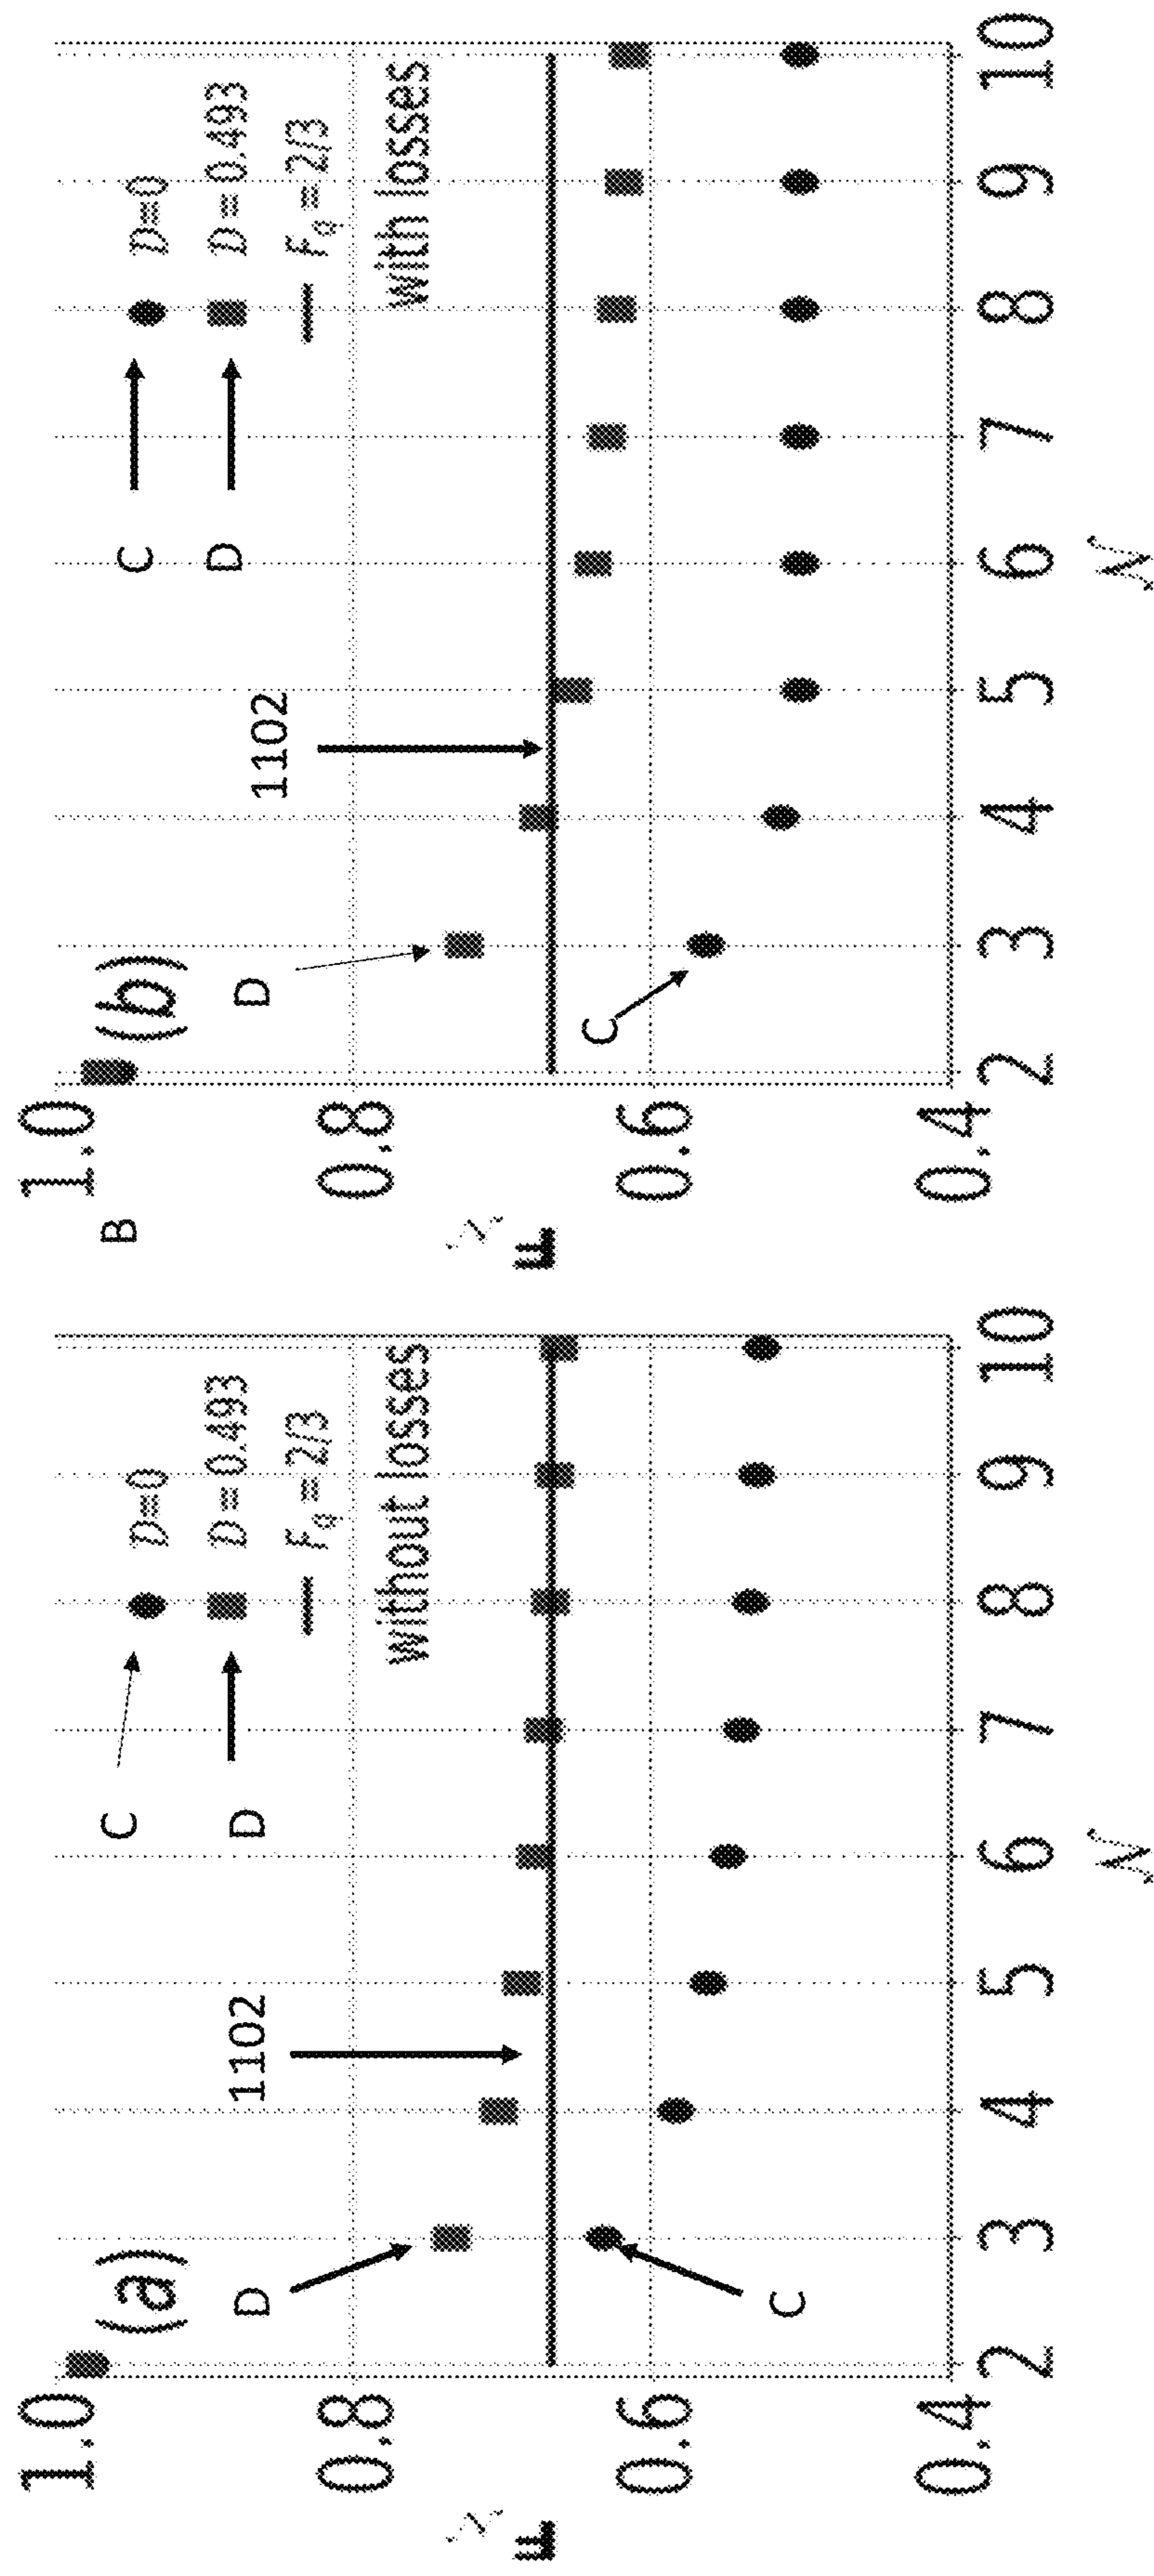 (a)
D=0
D = 0.493
F_q = 2/3
without losses
C
D
1102
D
C
1.0
0.8
0.6
0.4
F_N
2 3 4 5 6 7 8 9 10
N
B
(b)
D=0
D = 0.493
F_q = 2/3
with losses
C
D
1102
D
C
1.0
0.8
0.6
0.4
F_N
2 3 4 5 6 7 8 9 10
N